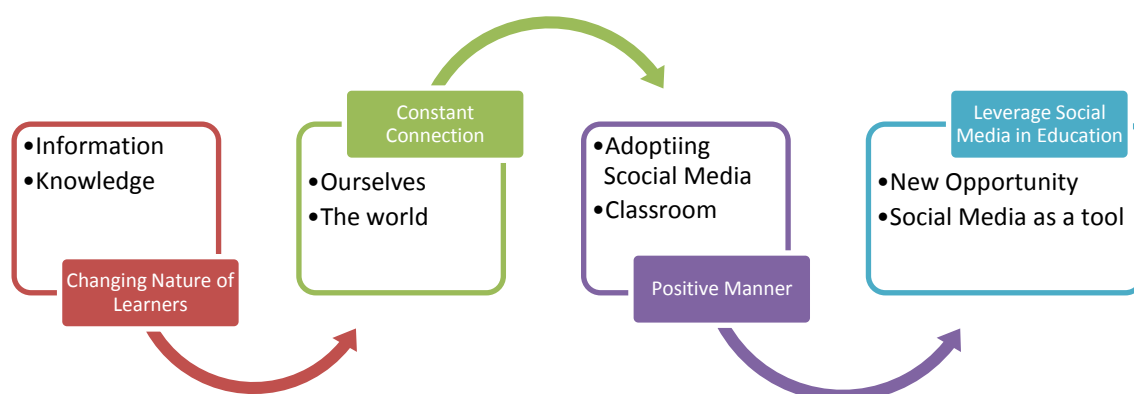 •Information
•Knowledge
Changing Nature of
Learners
Constant
Connection
•Ourselves
•The world
•Adoptiing
Scocial Media
•Classroom
Positive Manner
Leverage Social
Media in Education
•New Opportunity
•Social Media as a tool